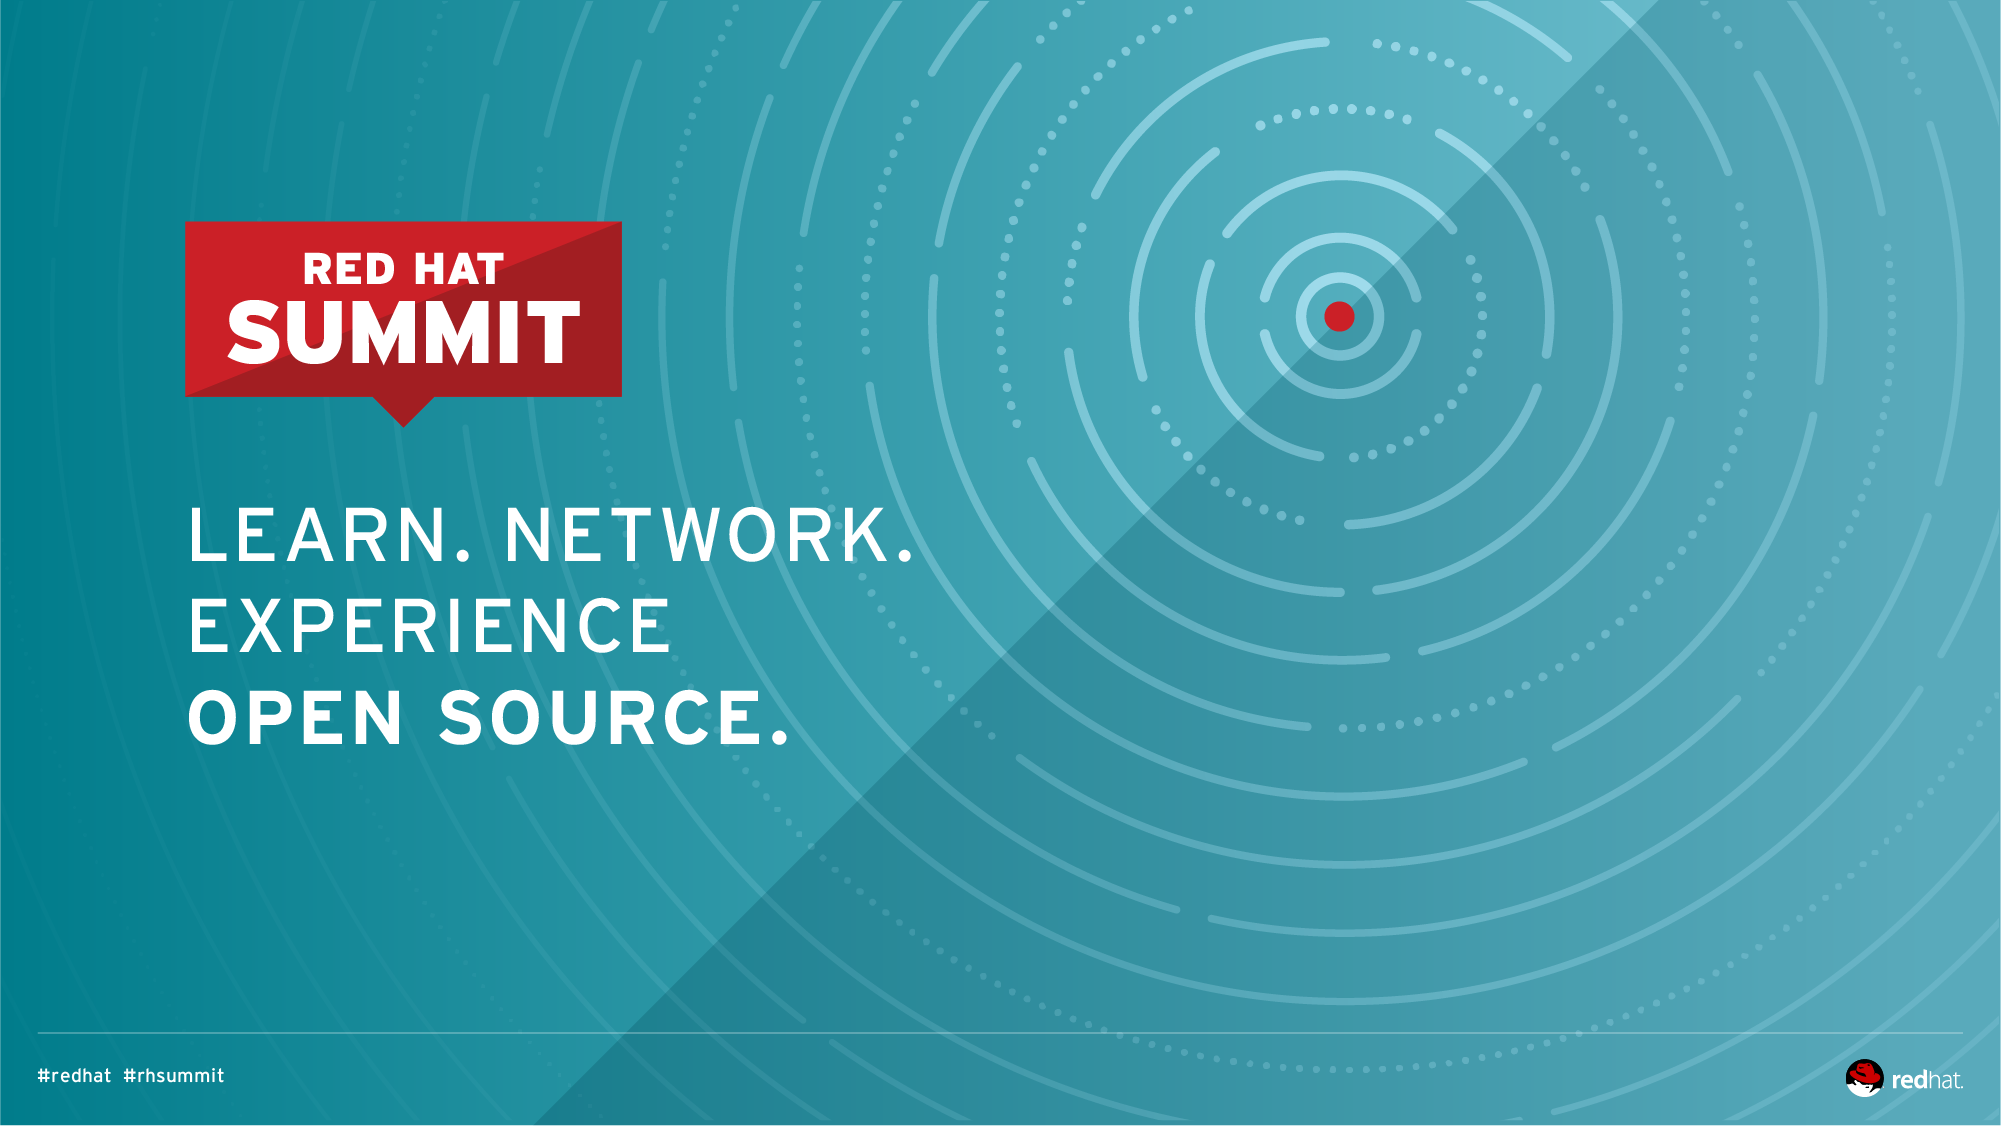 RED HAT
SUMMIT
LEARN. NETWORK.
EXPERIENCE
OPEN SOURCE.
#redhat #rhsummit
redhat.